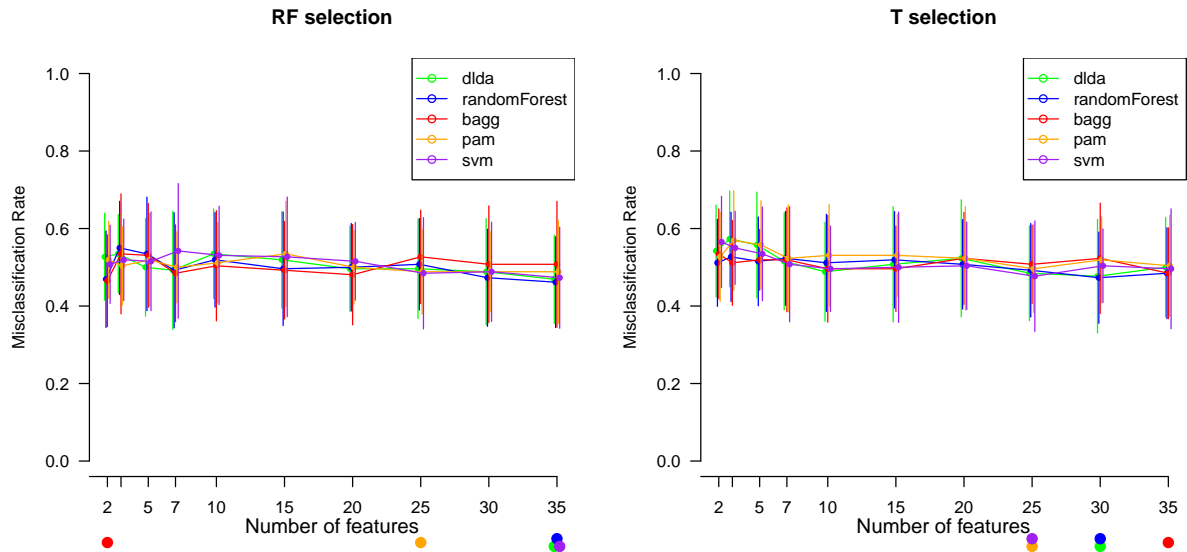 RF selection
Misclassification Rate
1.0
0.8
0.6
0.4
0.2
0.0
dlda
randomForest
bagg
pam
svm
2 5 7 10 15 20 25 30 35
Number of features
T selection
Misclassification Rate
1.0
0.8
0.6
0.4
0.2
0.0
dlda
randomForest
bagg
pam
svm
2 5 7 10 15 20 25 30 35
Number of features